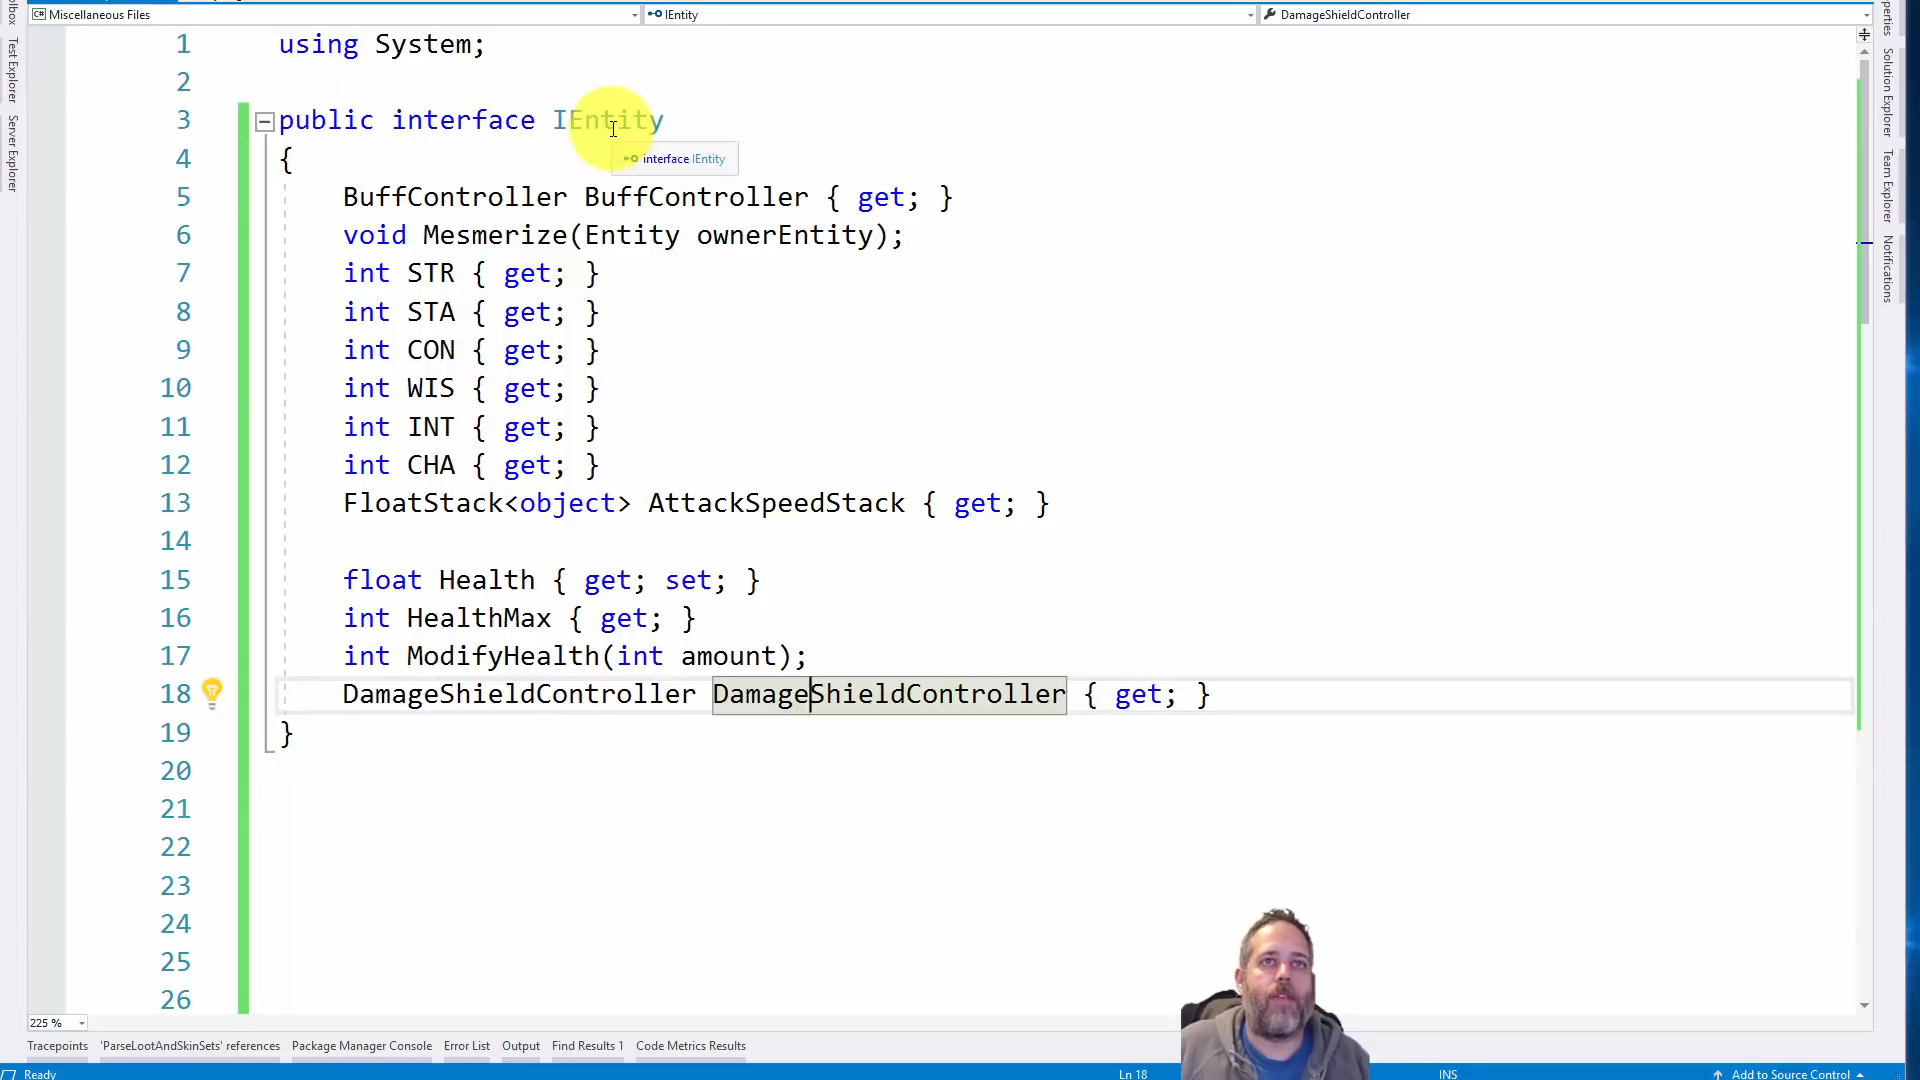 Miscellaneous Files
IEntity
DamageShieldController
Test Explorer
Server Explorer
Solution Explorer
Team Explorer
Notifications
1 using System;
2
3 public interface IEntity
interface IEntity
4 {
5 BuffController BuffController { get; }
6 void Mesmerize(Entity ownerEntity);
7 int STR { get; }
8 int STA { get; }
9 int CON { get; }
10 int WIS { get; }
11 int INT { get; }
12 int CHA { get; }
13 FloatStack<object> AttackSpeedStack { get; }
14
15 float Health { get; set; }
16 int HealthMax { get; }
17 int ModifyHealth(int amount);
18 DamageShieldController DamageShieldController { get; }
19 }
20
21
22
23
24
25
26
225 %
Tracepoints 'ParseLootAndSkinSets' references Package Manager Console Error List Output Find Results 1 Code Metrics Results
Ready Ln 18 INS Add to Source Control